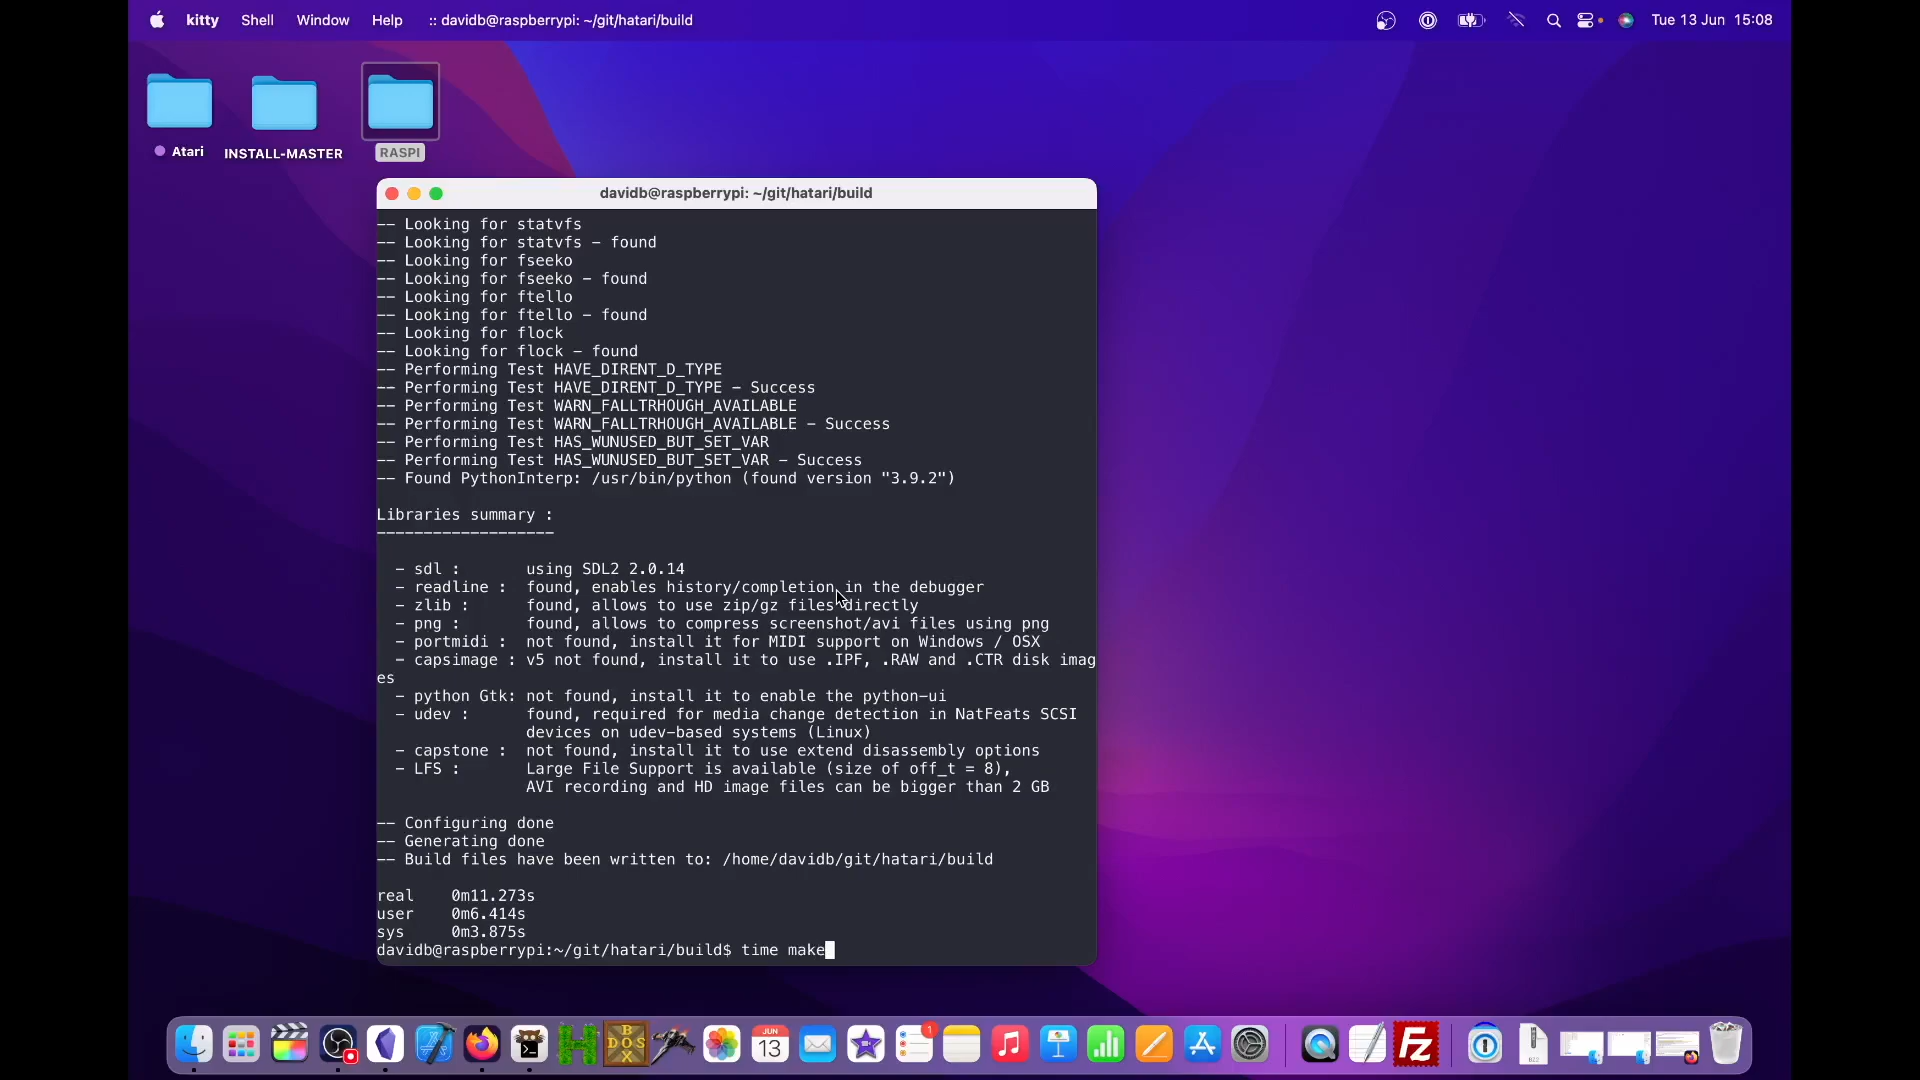 kitty Shell Window Help :: davidb@raspberrypi: ~/git/hatari/build Tue 13 Jun 15:08
Atari INSTALL-MASTER RASPI
davidb@raspberrypi: ~/git/hatari/build
-- Looking for statvfs
-- Looking for statvfs - found
-- Looking for fseeko
-- Looking for fseeko - found
-- Looking for ftello
-- Looking for ftello - found
-- Looking for flock
-- Looking for flock - found
-- Performing Test HAVE_DIRENT_D_TYPE
-- Performing Test HAVE_DIRENT_D_TYPE - Success
-- Performing Test WARN_FALLTRHOUGH_AVAILABLE
-- Performing Test WARN_FALLTRHOUGH_AVAILABLE - Success
-- Performing Test HAS_WUNUSED_BUT_SET_VAR
-- Performing Test HAS_WUNUSED_BUT_SET_VAR - Success
-- Found PythonInterp: /usr/bin/python (found version "3.9.2")
Libraries summary :
-------------------
- sdl : using SDL2 2.0.14
- readline : found, enables history/completion in the debugger
- zlib : found, allows to use zip/gz files directly
- png : found, allows to compress screenshot/avi files using png
- portmidi : not found, install it for MIDI support on Windows / OSX
- capsimage : v5 not found, install it to use .IPF, .RAW and .CTR disk imag
es
- python Gtk: not found, install it to enable the python-ui
- udev : found, required for media change detection in NatFeats SCSI
devices on udev-based systems (Linux)
- capstone : not found, install it to use extend disassembly options
- LFS : Large File Support is available (size of off_t = 8),
AVI recording and HD image files can be bigger than 2 GB
-- Configuring done
-- Generating done
-- Build files have been written to: /home/davidb/git/hatari/build
real 0m11.273s
user 0m6.414s
sys 0m3.875s
davidb@raspberrypi:~/git/hatari/build$ time make
BOX
DOS
JUN
13
1
Fz